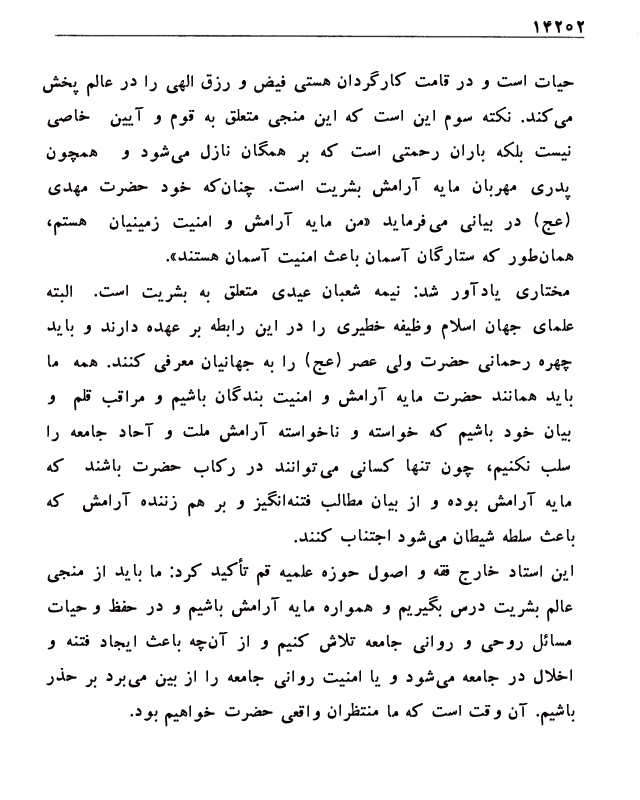 ۱۴۲۰۲
حیات است و در قامت کارگردان هستی فیض و رزق الهی را در عالم پخش
می‌کند. نکته سوم این است که این منجی متعلق به قوم و آیین خاصی
نیست بلکه باران رحمتی است که بر همگان نازل می‌شود و همچون
پدری مهربان مایه آرامش بشریت است. چنان‌که خود حضرت مهدی
(عج) در بیانی می‌فرماید «من مایه آرامش و امنیت زمینیان هستم،
همان‌طور که ستارگان آسمان باعث امنیت آسمان هستند».
مختاری یادآور شد: نیمه شعبان عیدی متعلق به بشریت است. البته
علمای جهان اسلام وظیفه خطیری را در این رابطه بر عهده دارند و باید
چهره رحمانی حضرت ولی عصر (عج) را به جهانیان معرفی کنند. همه ما
باید همانند حضرت مایه آرامش و امنیت بندگان باشیم و مراقب قلم و
بیان خود باشیم که خواسته و ناخواسته آرامش ملت و آحاد جامعه را
سلب نکنیم، چون تنها کسانی می‌توانند در رکاب حضرت باشند که
مایه آرامش بوده و از بیان مطالب فتنه‌انگیز و بر هم زننده آرامش که
باعث سلطه شیطان می‌شود اجتناب کنند.
این استاد خارج فقه و اصول حوزه علمیه قم تأکید کرد: ما باید از منجی
عالم بشریت درس بگیریم و همواره مایه آرامش باشیم و در حفظ و حیات
مسائل روحی و روانی جامعه تلاش کنیم و از آن‌چه باعث ایجاد فتنه و
اخلال در جامعه می‌شود و یا امنیت روانی جامعه را از بین می‌برد بر حذر
باشیم. آن وقت است که ما منتظران واقعی حضرت خواهیم بود.